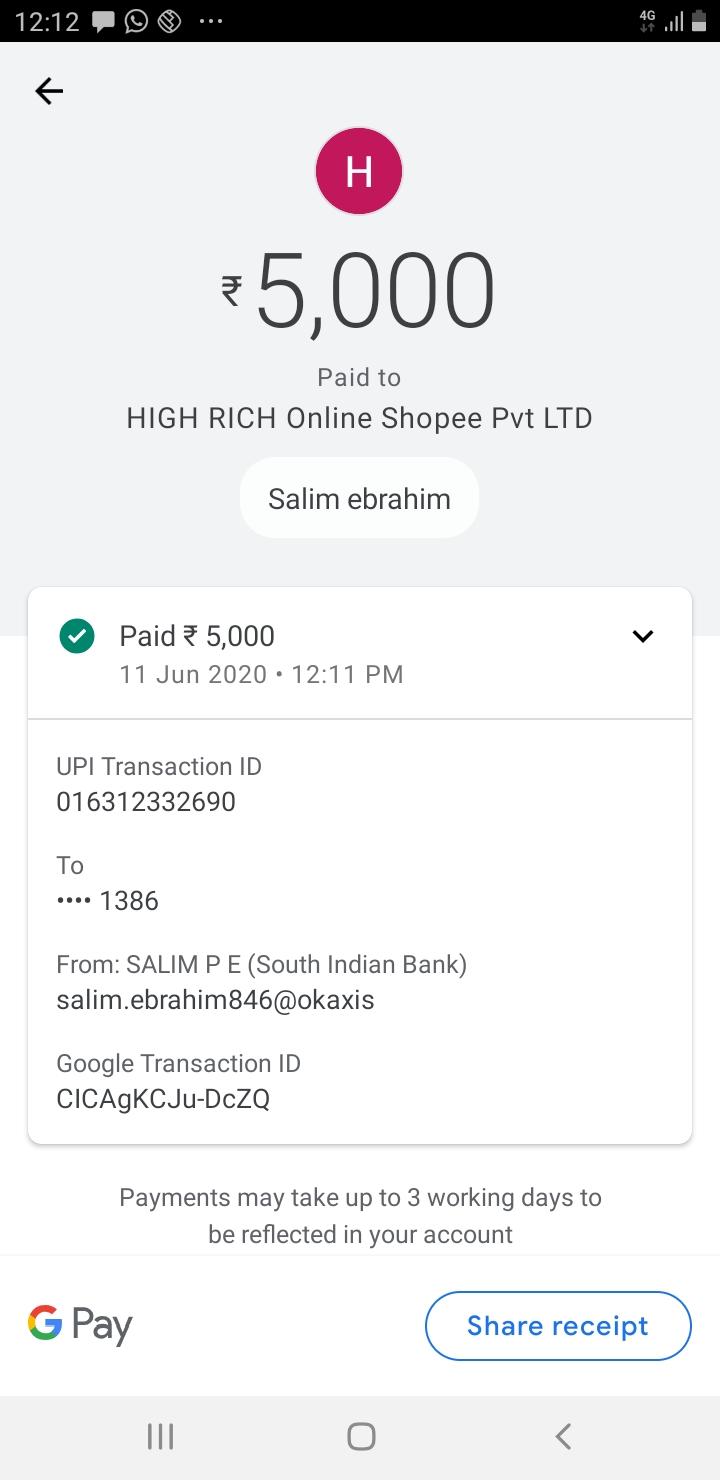 12:12
4G
H
₹5,000
Paid to
HIGH RICH Online Shopee Pvt LTD
Salim ebrahim
Paid ₹ 5,000
11 Jun 2020 • 12:11 PM
UPI Transaction ID
016312332690
To
•••• 1386
From: SALIM P E (South Indian Bank)
salim.ebrahim846@okaxis
Google Transaction ID
CICAgKCJu-DcZQ
Payments may take up to 3 working days to
be reflected in your account
G Pay
Share receipt